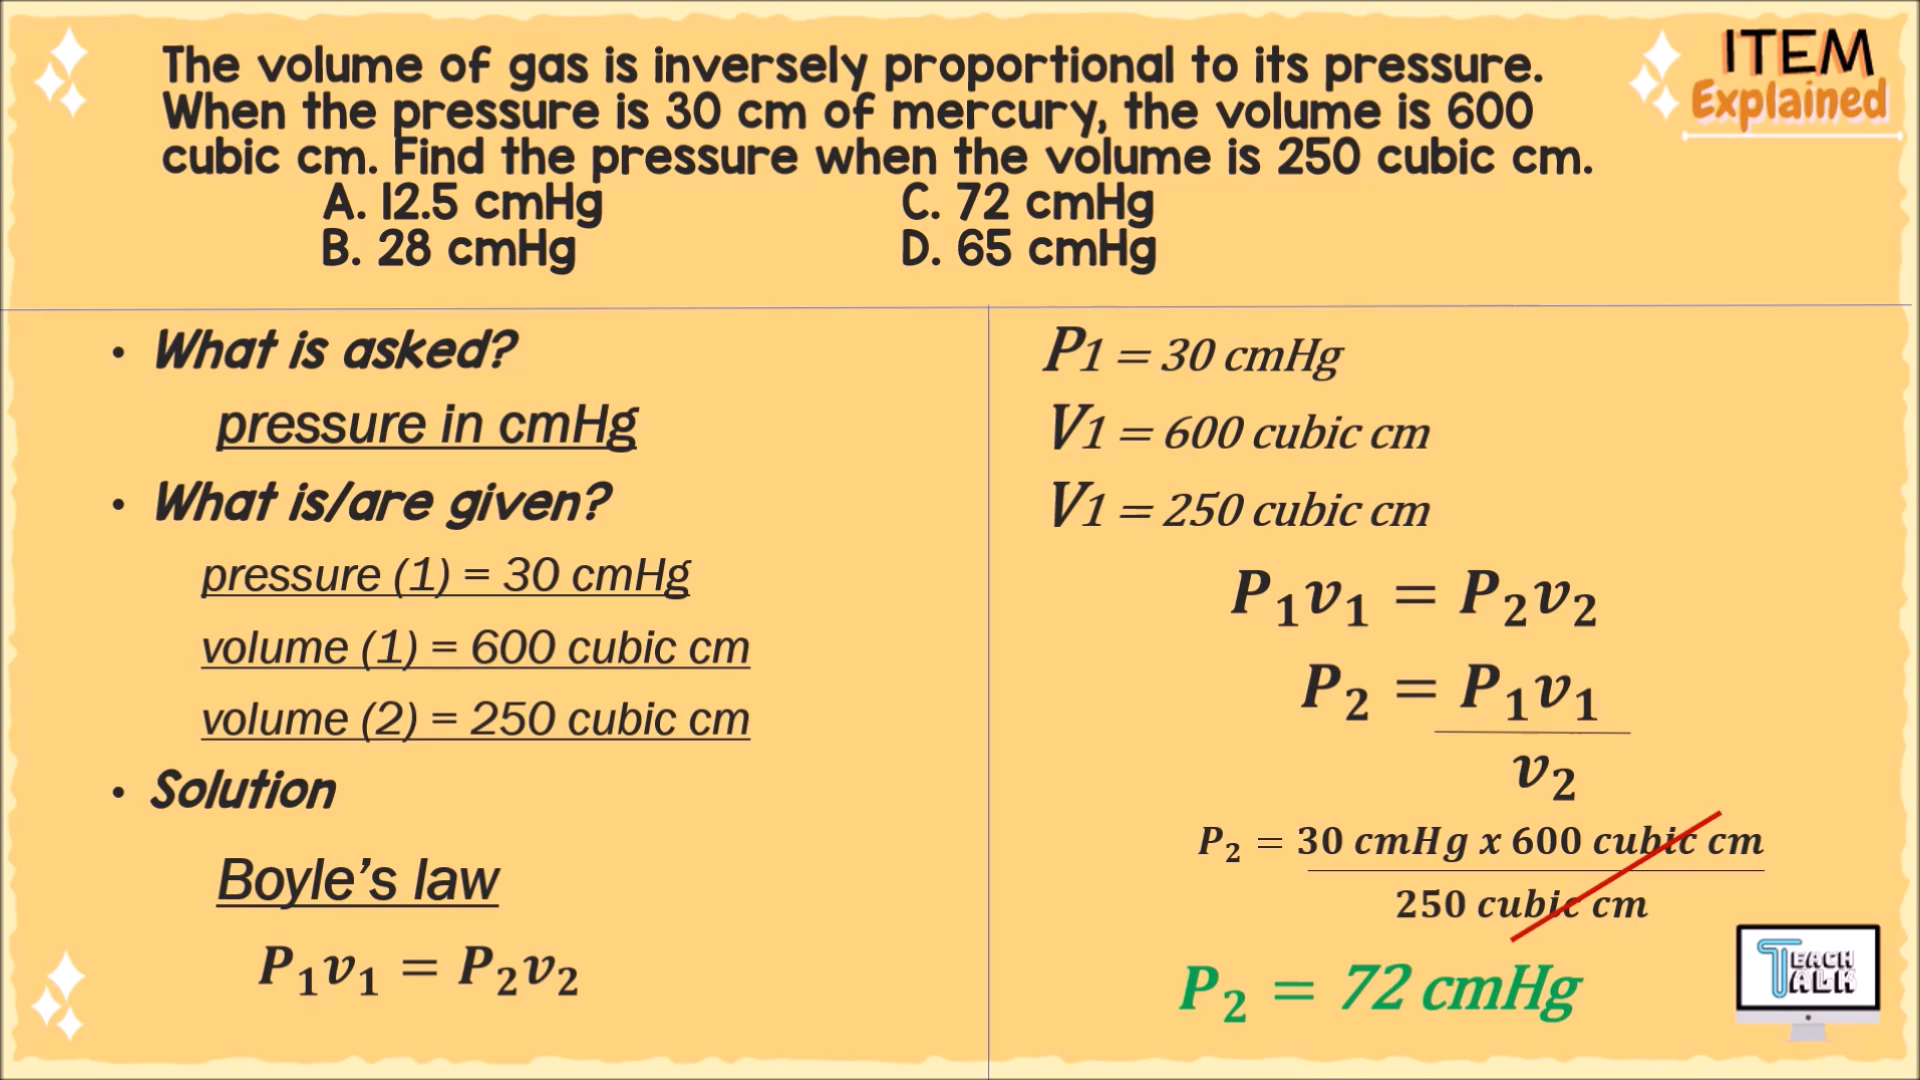 The volume of gas is inversely proportional to its pressure.
When the pressure is 30 cm of mercury, the volume is 600
cubic cm. Find the pressure when the volume is 250 cubic cm.
A. 12.5 cmHg C. 72 cmHg
B. 28 cmHg D. 65 cmHg
ITEM
Explained
• What is asked?
pressure in cmHg
• What is/are given?
pressure (1) = 30 cmHg
volume (1) = 600 cubic cm
volume (2) = 250 cubic cm
• Solution
Boyle's law
P₁v₁ = P₂v₂
P1 = 30 cmHg
V1 = 600 cubic cm
V1 = 250 cubic cm
P₁v₁ = P₂v₂
P₂ = P₁v₁
v₂
P₂ = 30 cmHg x 600 cubic cm
250 cubic cm
P₂ = 72 cmHg
TEACH
TALK